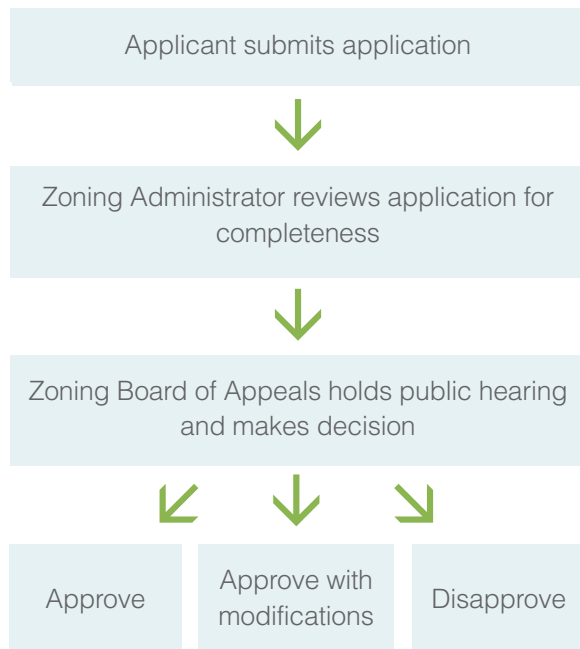 Applicant submits application
Zoning Administrator reviews application for
completeness
Zoning Board of Appeals holds public hearing
and makes decision
Approve
Approve with
modifications
Disapprove